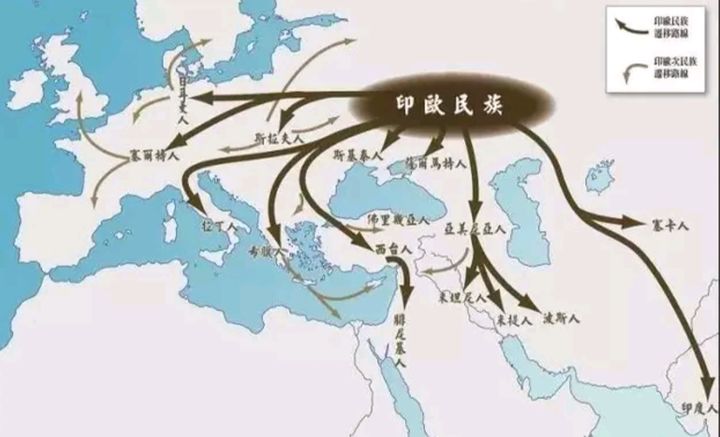 印歐民族
遷移路線
印歐次民族
遷移路線
印歐民族
日耳曼人
斯拉夫人
塞爾特人
斯基泰人
薩爾馬特人
拉丁人
希臘人
佛里幾亞人
西台人
亞美尼亞人
塞卡人
米坦尼人
米提人
波斯人
腓尼基人
印度人